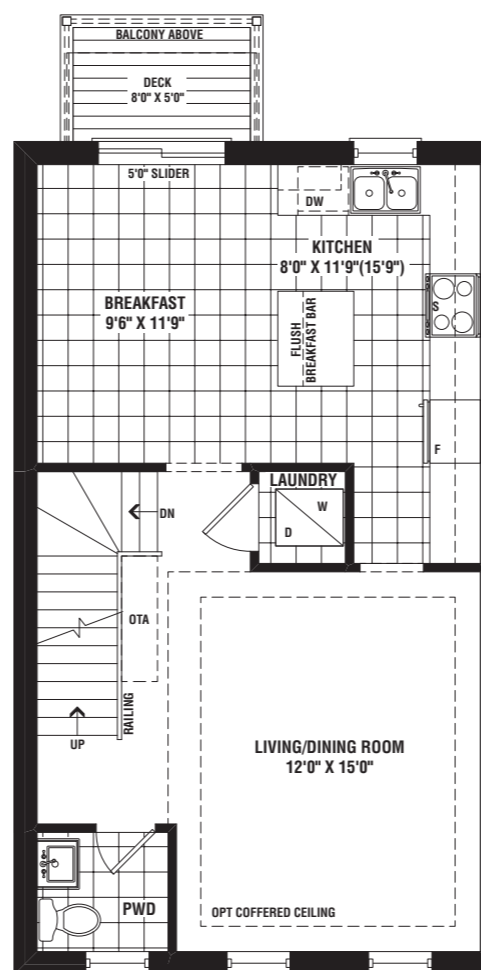 BALCONY ABOVE
DECK
8'0" X 5'0"
5'0" SLIDER
DW
KITCHEN
8'0" X 11'9"(15'9")
BREAKFAST
9'6" X 11'9"
FLUSH
BREAKFAST BAR
S
F
LAUNDRY
W
D
DN
OTA
RAILING
UP
LIVING/DINING ROOM
12'0" X 15'0"
PWD
OPT COFFERED CEILING